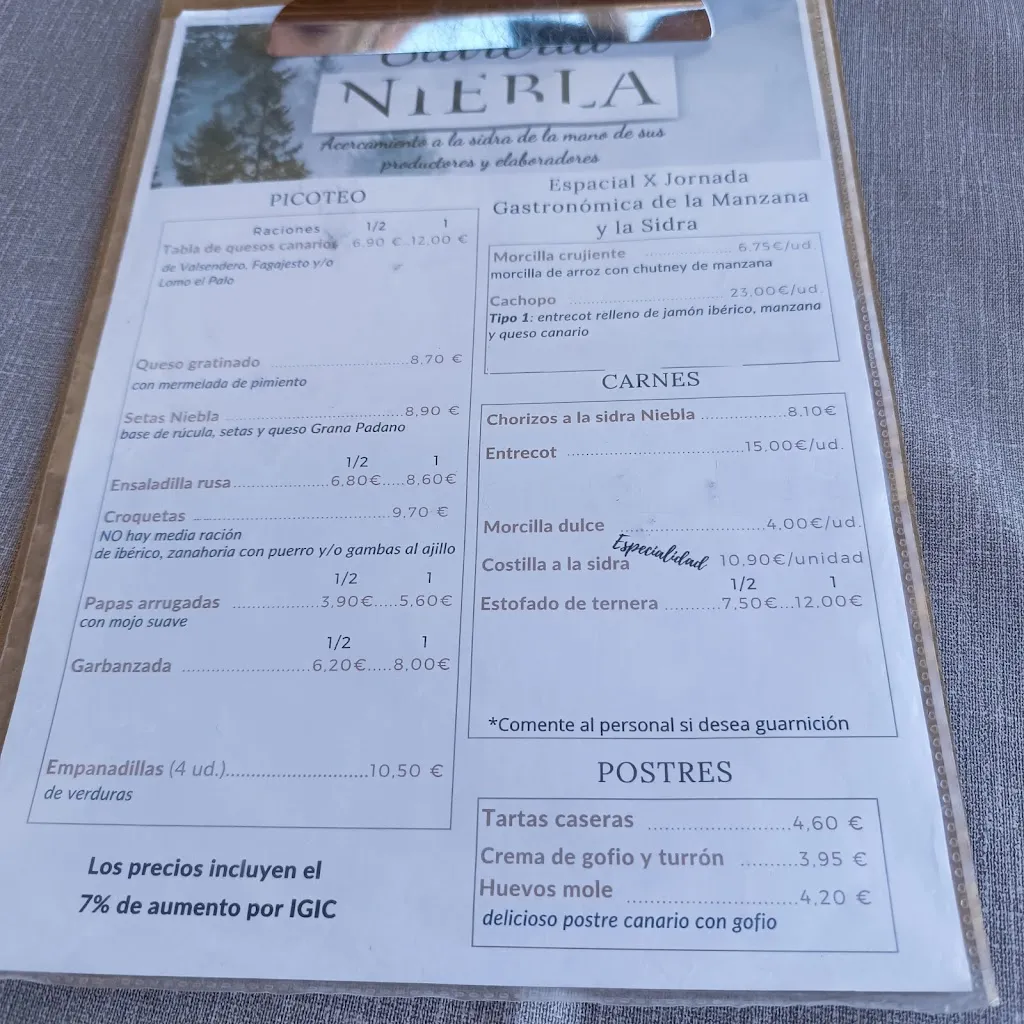 NIEBLA
Acercamiento a la sidra de la mano de sus
productores y elaboradores
PICOTEO
Raciones 1/2 1
Tabla de quesos canarios 6.90 €..12,00 €
de Valsendero, Fagajesto y/o
Lomo el Palo
Queso gratinado ........................8,70 €
con mermelada de pimiento
Setas Niebla ...............................8,90 €
base de rúcula, setas y queso Grana Padano
1/2 1
Ensaladilla rusa.................6,80€.....8,60€
Croquetas ..................................9,70 €
NO hay media ración
de ibérico, zanahoria con puerro y/o gambas al ajillo
1/2 1
Papas arrugadas ...............3,90€.....5,60€
con mojo suave
1/2 1
Garbanzada ......................6,20€.....8,00€
Empanadillas (4 ud.)..........................10,50 €
de verduras
Los precios incluyen el
7% de aumento por IGIC
Espacial X Jornada
Gastronómica de la Manzana
y la Sidra
Morcilla crujiente ...............6,75€/ud.
morcilla de arroz con chutney de manzana
Cachopo ...........................23,00€/ud.
Tipo 1: entrecot relleno de jamón ibérico, manzana
y queso canario
CARNES
Chorizos a la sidra Niebla ...............8,10€
Entrecot ...............................15,00€/ud.
Morcilla dulce .........................4,00€/ud.
Especialidad
Costilla a la sidra 10,90€/unidad
1/2 1
Estofado de ternera ..........7,50€...12,00€
*Comente al personal si desea guarnición
POSTRES
Tartas caseras .........................4,60 €
Crema de gofio y turrón ..........3,95 €
Huevos mole ...........................4,20 €
delicioso postre canario con gofio